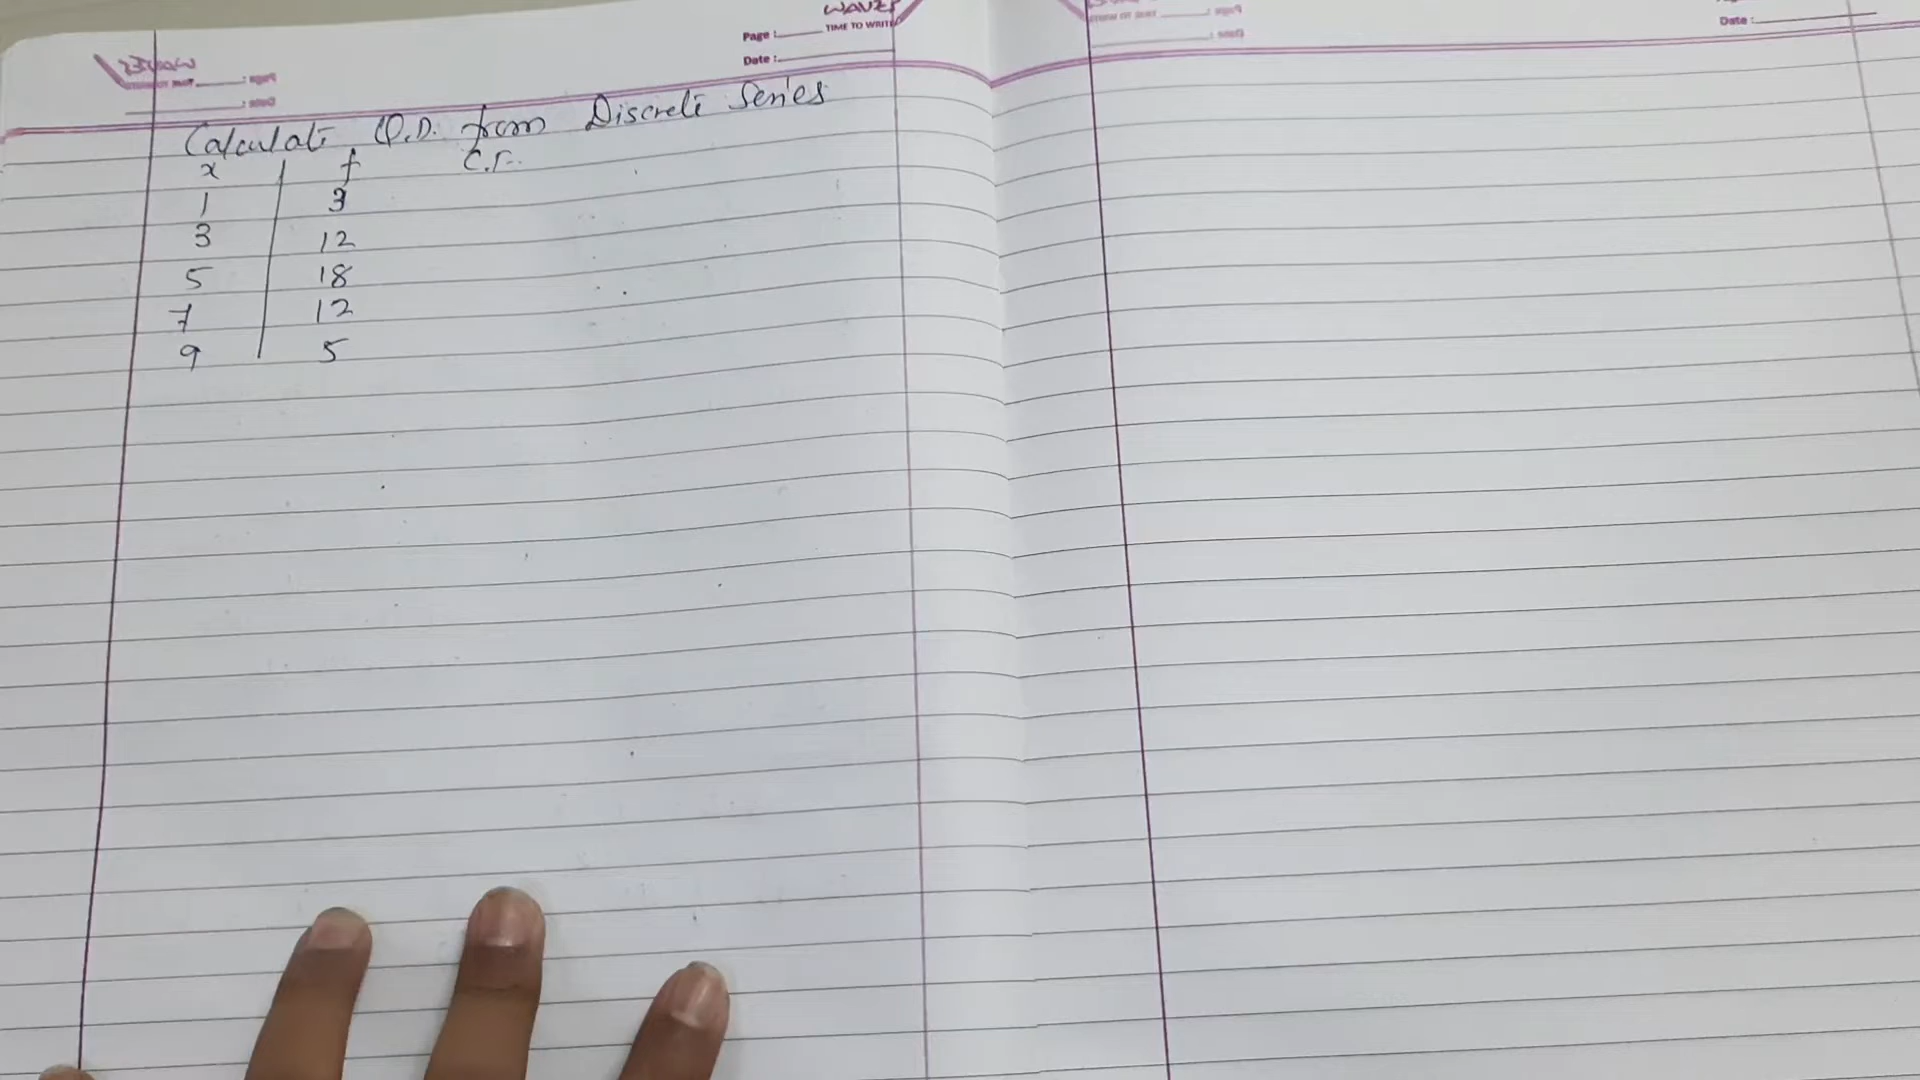 WAVES
TIME TO WRITE
Page :
Date :
Date :
Calculate Q.D. from Discrete Series
x f C.F.
1 3
3 12
5 18
7 12
9 5